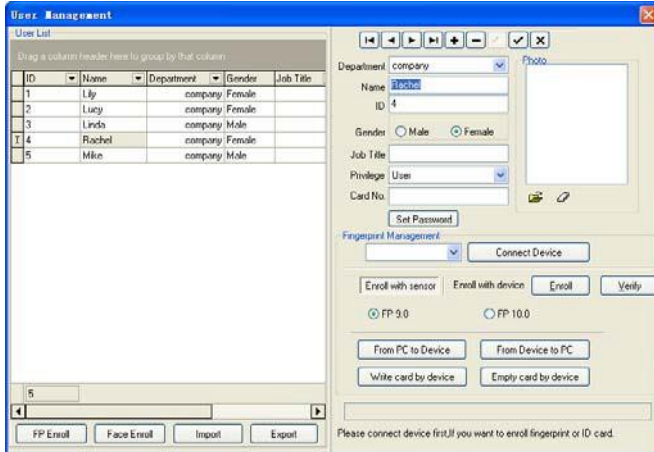 User Management
User List
Drag a column header here to group by that column
ID Name Department Gender Job Title
1 Lily company Female
2 Lucy company Female
3 Linda company Male
4 Rachel company Female
5 Mike company Male
5
FP Enroll Face Enroll Import Export
Department company
Name Rachel
ID 4
Gender Male Female
Job Title
Privilege User
Card No.
Set Password
Photo
Fingerprint Management
Connect Device
Enroll with sensor Enroll with device Enroll Verify
FP 9.0 FP 10.0
From PC to Device From Device to PC
Write card by device Empty card by device
Please connect device first,If you want to enroll fingerprint or ID card.